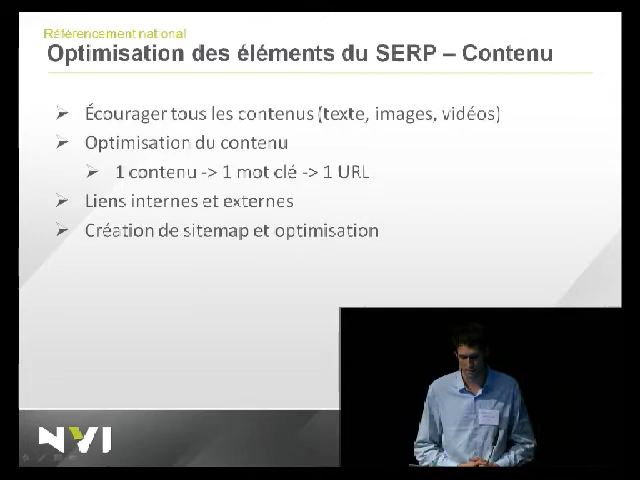 Référencement national
Optimisation des éléments du SERP – Contenu
Écourager tous les contenus (texte, images, vidéos)
Optimisation du contenu
1 contenu -> 1 mot clé -> 1 URL
Liens internes et externes
Création de sitemap et optimisation
NVI